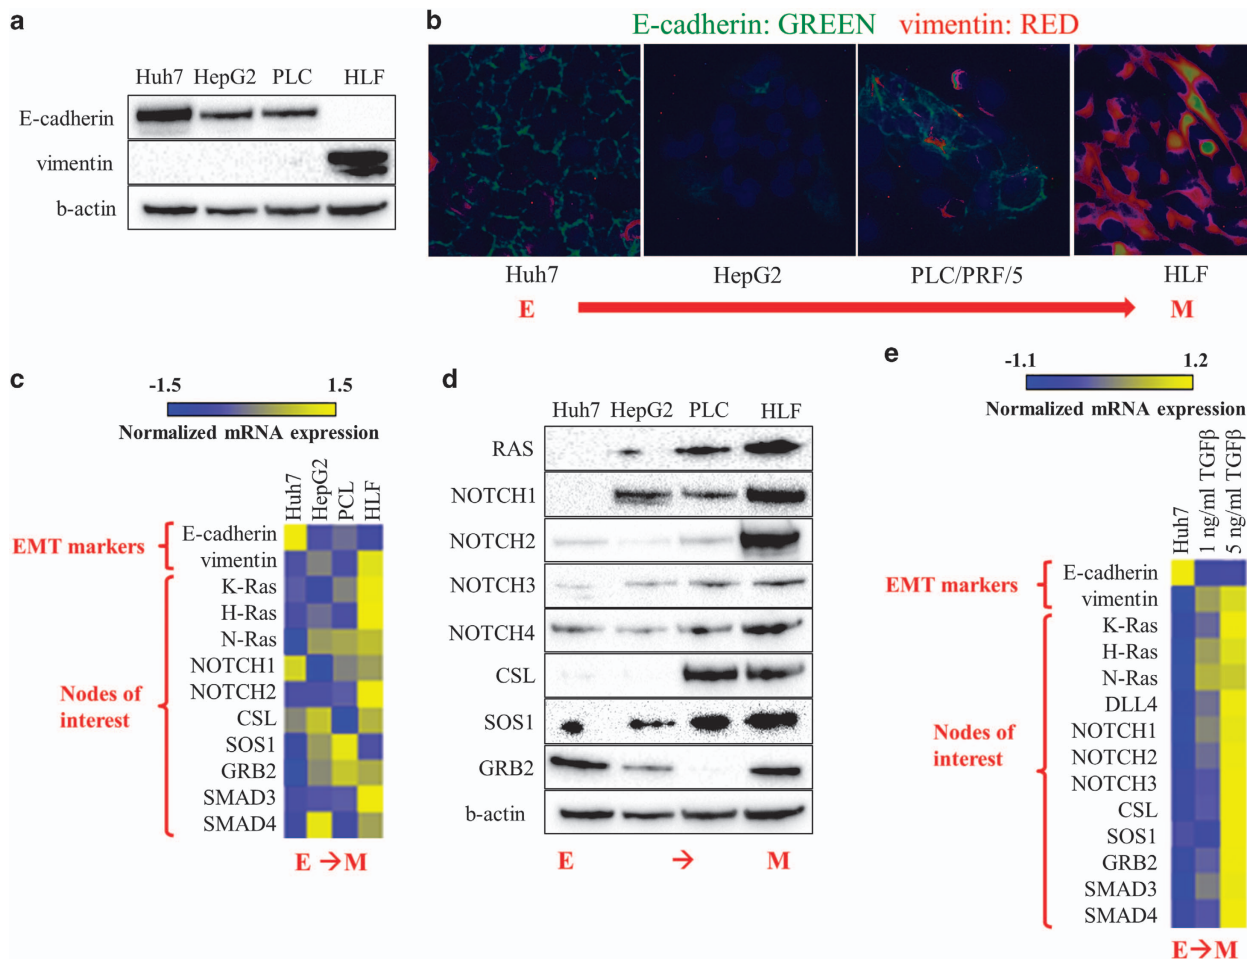 a
Huh7 HepG2 PLC HLF
E-cadherin
vimentin
b-actin
b
E-cadherin: GREEN vimentin: RED
Huh7 HepG2 PLC/PRF/5 HLF
E M
c
-1.5 1.5
Normalized mRNA expression
Huh7 HepG2 PCL HLF
EMT markers
E-cadherin
vimentin
Nodes of interest
K-Ras
H-Ras
N-Ras
NOTCH1
NOTCH2
CSL
SOS1
GRB2
SMAD3
SMAD4
E → M
d
Huh7 HepG2 PLC HLF
RAS
NOTCH1
NOTCH2
NOTCH3
NOTCH4
CSL
SOS1
GRB2
b-actin
E → M
e
-1.1 1.2
Normalized mRNA expression
Huh7
1 ng/ml TGFβ
5 ng/ml TGFβ
EMT markers
E-cadherin
vimentin
Nodes of
interest
K-Ras
H-Ras
N-Ras
DLL4
NOTCH1
NOTCH2
NOTCH3
CSL
SOS1
GRB2
SMAD3
SMAD4
E → M